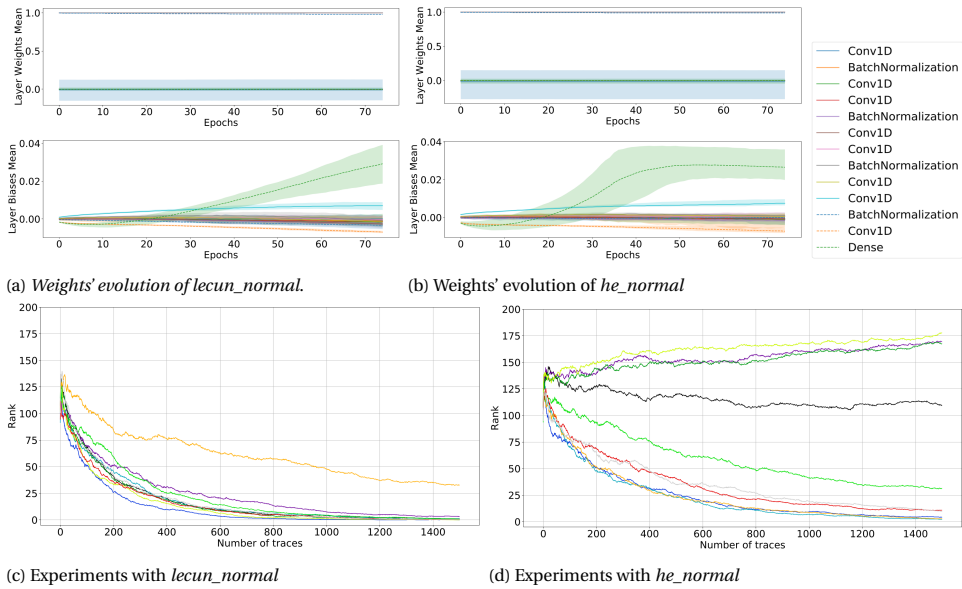 Layer Weights Mean
1.0
0.5
0.0
0 10 20 30 40 50 60 70
Epochs
Layer Biases Mean
0.04
0.02
0.00
0 10 20 30 40 50 60 70
Epochs
(a) Weights' evolution of lecun_normal.
Layer Weights Mean
1.0
0.5
0.0
0 10 20 30 40 50 60 70
Epochs
Layer Biases Mean
0.04
0.02
0.00
0 10 20 30 40 50 60 70
Epochs
(b) Weights' evolution of he_normal
Conv1D
BatchNormalization
Conv1D
Conv1D
BatchNormalization
Conv1D
Conv1D
BatchNormalization
Conv1D
Conv1D
BatchNormalization
Conv1D
Dense
Rank
200
175
150
125
100
75
50
25
0
0 200 400 600 800 1000 1200 1400
Number of traces
(c) Experiments with lecun_normal
Rank
200
175
150
125
100
75
50
25
0
0 200 400 600 800 1000 1200 1400
Number of traces
(d) Experiments with he_normal